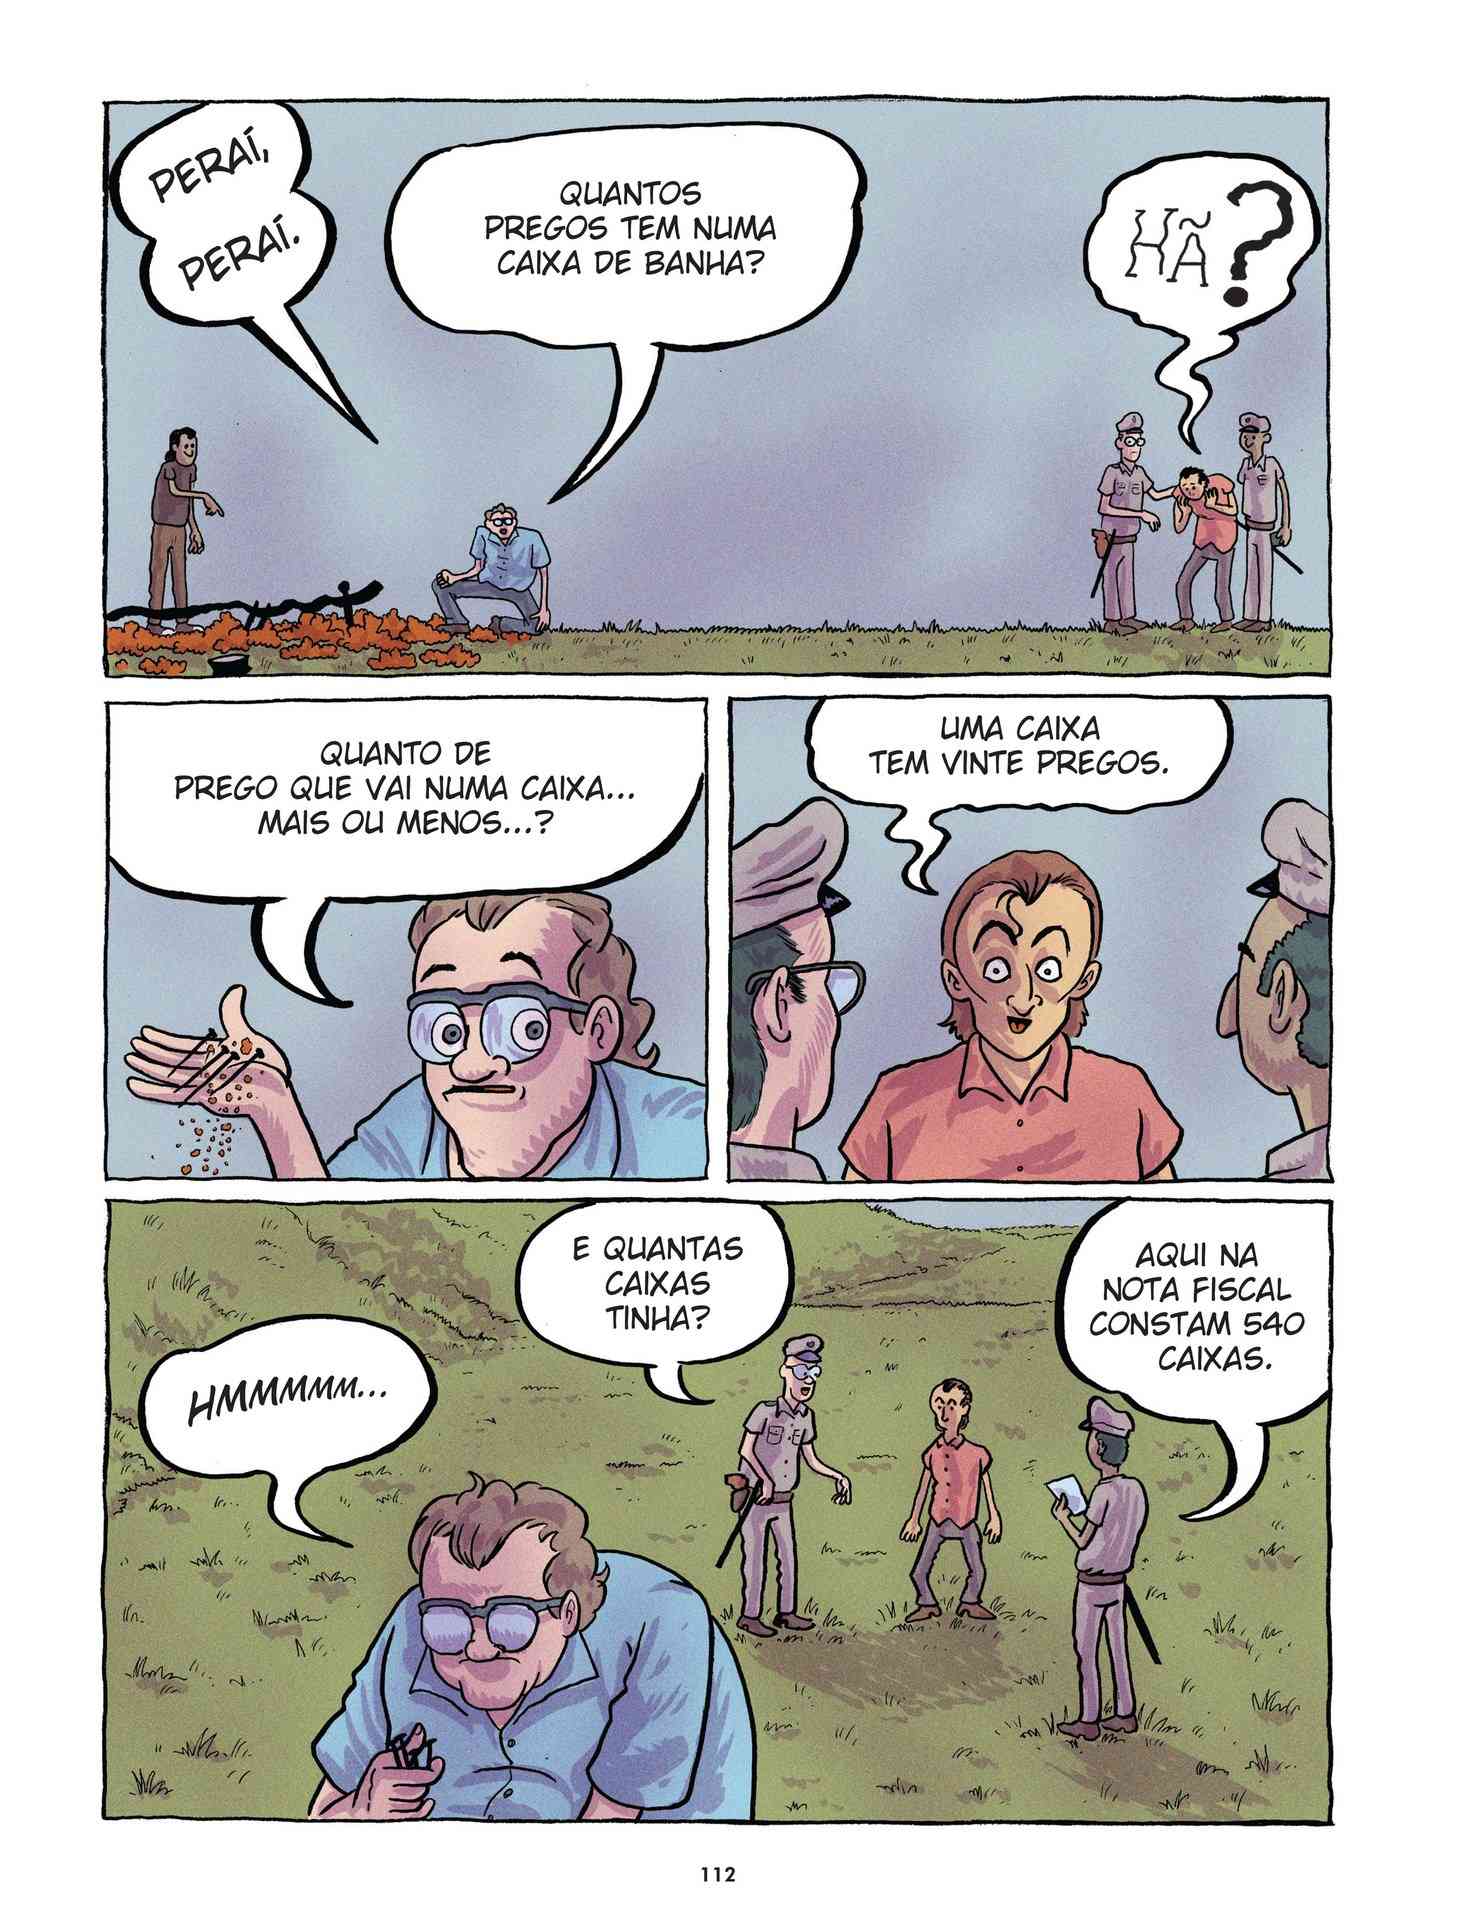 PERAÍ,
PERAÍ.
QUANTOS
PREGOS TEM NUMA
CAIXA DE BANHA?
HÃ?
QUANTO DE
PREGO QUE VAI NUMA CAIXA...
MAIS OU MENOS...?
UMA CAIXA
TEM VINTE PREGOS.
HMMMMM...
E QUANTAS
CAIXAS
TINHA?
AQUI NA
NOTA FISCAL
CONSTAM 540
CAIXAS.
112